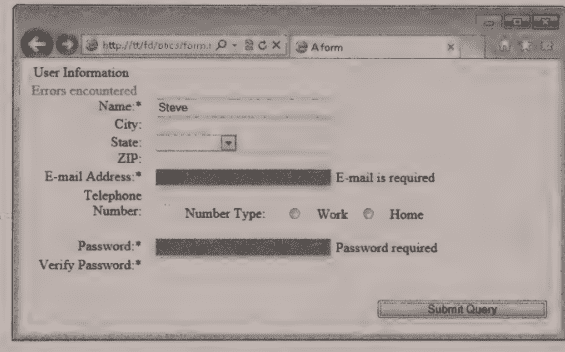 http://tt/fd/phcs/form.
A form
User Information
Errors encountered
Name:* Steve
City:
State:
ZIP:
E-mail Address:* E-mail is required
Telephone
Number: Number Type: Work Home
Password:* Password required
Verify Password:*
Submit Query